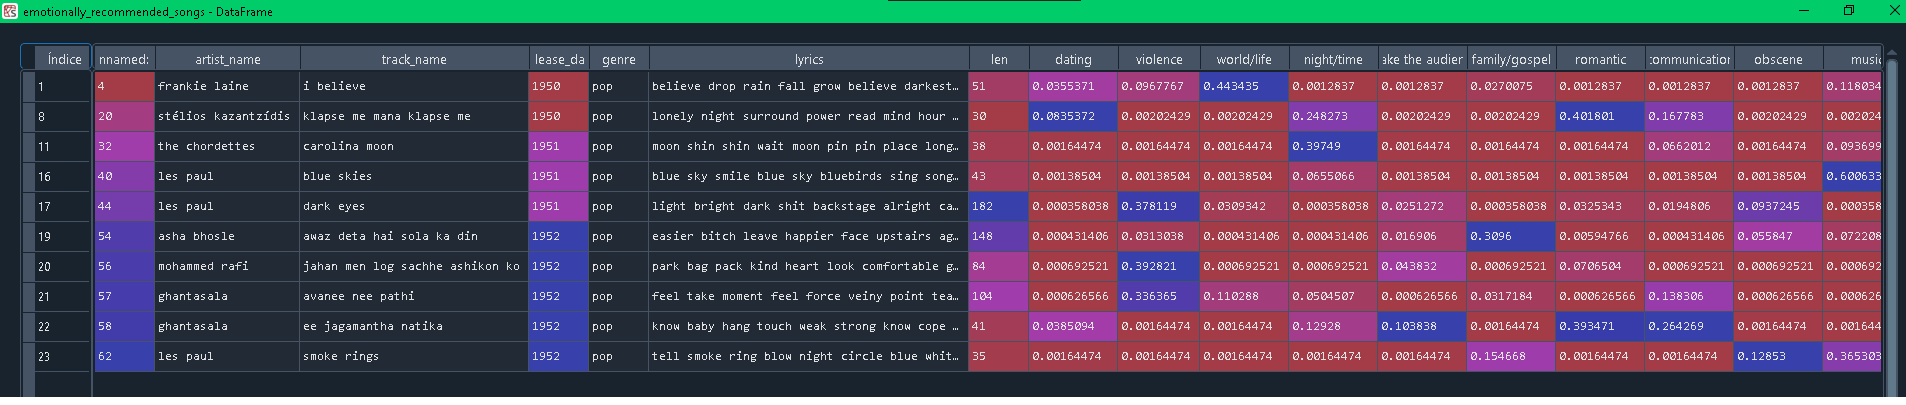 emotionally_recommended_songs - DataFrame
Índice nnamed: artist_name track_name lease_da genre lyrics len dating violence world/life night/time ake the audier family/gospel romantic communication obscene music
1 4 frankie laine i believe 1950 pop believe drop rain fall grow believe darkest… 51 0.0355371 0.0967767 0.443435 0.0012837 0.0012837 0.0270075 0.0012837 0.0012837 0.0012837 0.118034
8 20 stélios kazantzídis klapse me mana klapse me 1950 pop lonely night surround power read mind hour … 30 0.0835372 0.00202429 0.00202429 0.248273 0.00202429 0.00202429 0.401801 0.167783 0.00202429 0.002024
11 32 the chordettes carolina moon 1951 pop moon shin shin wait moon pin pin place long… 38 0.00164474 0.00164474 0.00164474 0.39749 0.00164474 0.00164474 0.00164474 0.0662012 0.00164474 0.093699
16 40 les paul blue skies 1951 pop blue sky smile blue sky bluebirds sing song… 43 0.00138504 0.00138504 0.00138504 0.0655066 0.00138504 0.00138504 0.00138504 0.00138504 0.00138504 0.600633
17 44 les paul dark eyes 1951 pop light bright dark shit backstage alright ca… 182 0.000358038 0.378119 0.0309342 0.000358038 0.0251272 0.000358038 0.0325343 0.0194806 0.0937245 0.000358
19 54 asha bhosle awaz deta hai sola ka din 1952 pop easier bitch leave happier face upstairs ag… 148 0.000431406 0.0313038 0.000431406 0.000431406 0.016906 0.3096 0.00594766 0.000431406 0.055847 0.072208
20 56 mohammed rafi jahan men log sachhe ashikon ko 1952 pop park bag pack kind heart look comfortable g… 84 0.000692521 0.392821 0.000692521 0.000692521 0.043832 0.000692521 0.0706504 0.000692521 0.000692521 0.000692
21 57 ghantasala avanee nee pathi 1952 pop feel take moment feel force veiny point tea… 104 0.000626566 0.336365 0.110288 0.0504507 0.000626566 0.0317184 0.000626566 0.138306 0.000626566 0.000626
22 58 ghantasala ee jagamantha natika 1952 pop know baby hang touch weak strong know cope … 41 0.0385094 0.00164474 0.00164474 0.12928 0.103838 0.00164474 0.393471 0.264269 0.00164474 0.001644
23 62 les paul smoke rings 1952 pop tell smoke ring blow night circle blue whit… 35 0.00164474 0.00164474 0.00164474 0.00164474 0.00164474 0.154668 0.00164474 0.00164474 0.12853 0.365303